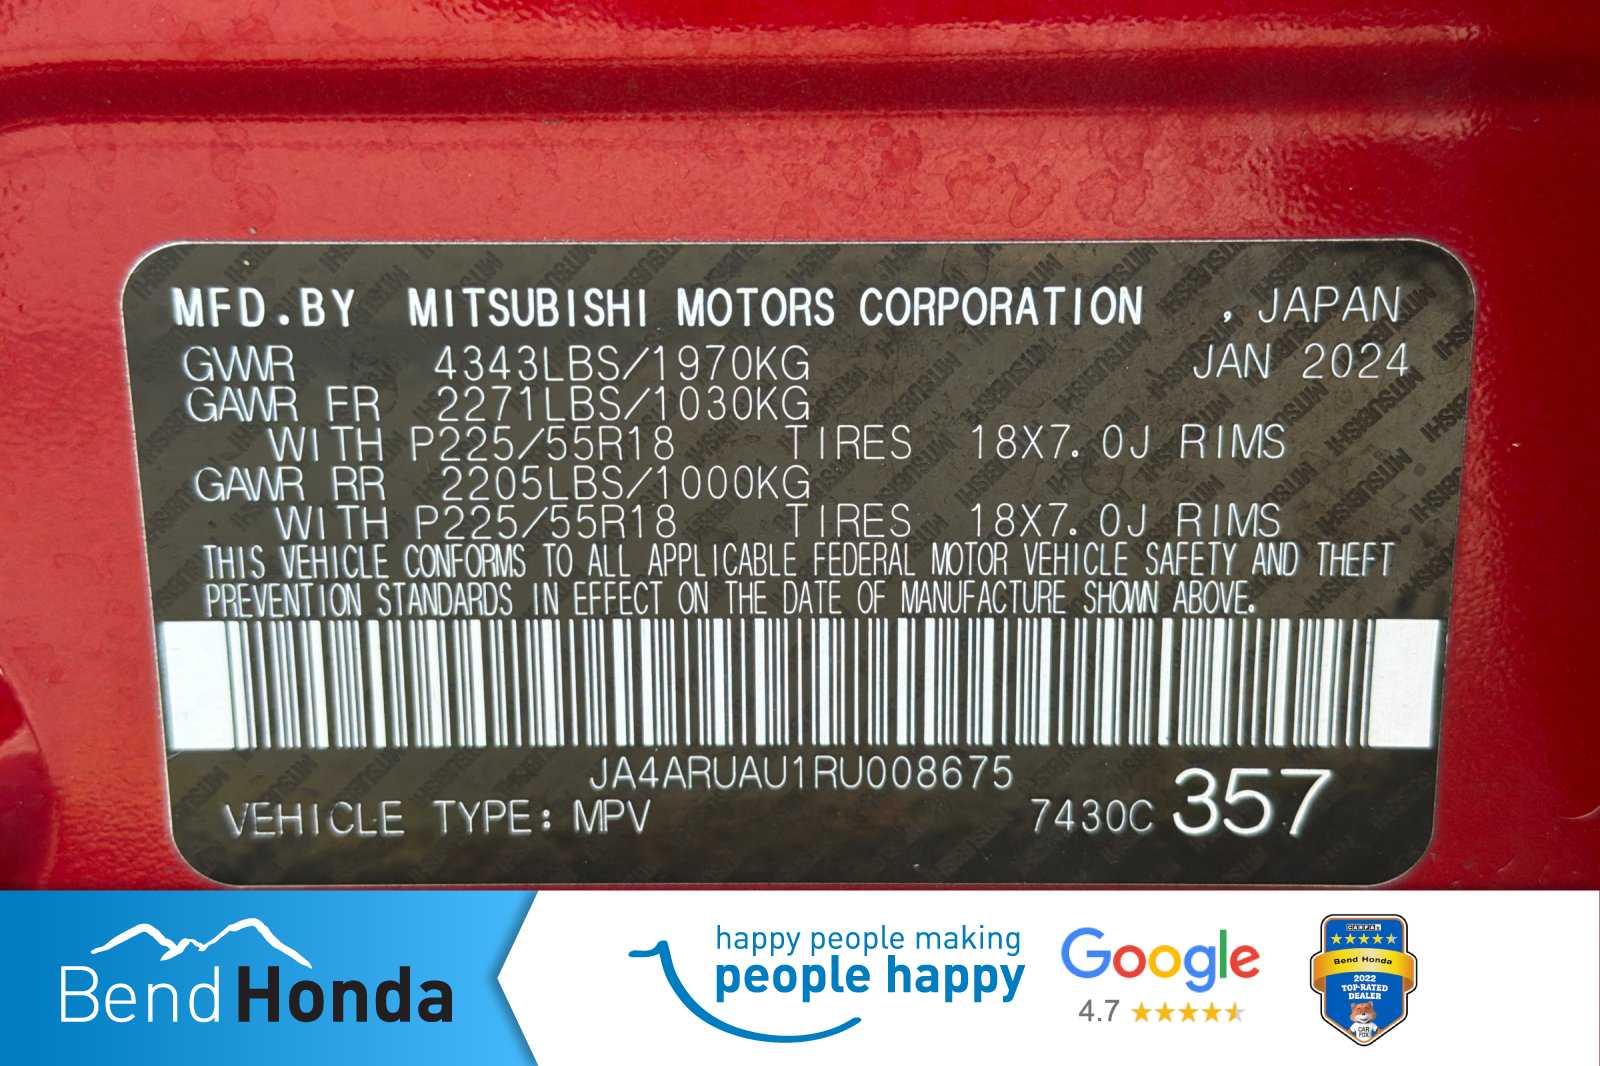 MFD.BY MITSUBISHI MOTORS CORPORATION , JAPAN
GVWR 4343LBS/1970KG JAN 2024
GAWR FR 2271LBS/1030KG
WITH P225/55R18 TIRES 18X7.0J RIMS
GAWR RR 2205LBS/1000KG
WITH P225/55R18 TIRES 18X7.0J RIMS
THIS VEHICLE CONFORMS TO ALL APPLICABLE FEDERAL MOTOR VEHICLE SAFETY AND THEFT
PREVENTION STANDARDS IN EFFECT ON THE DATE OF MANUFACTURE SHOWN ABOVE.
JA4ARUAU1RU008675
VEHICLE TYPE: MPV 7430C 357
Bend Honda
happy people making
people happy
Google
4.7
CARFAX
Bend Honda
2022
TOP-RATED
DEALER
CAR
FOX